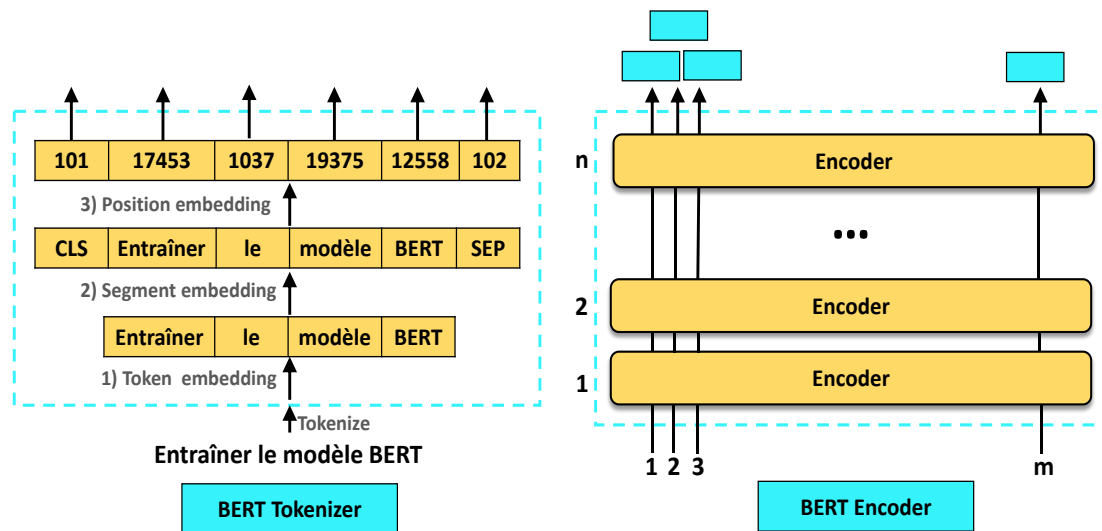 101 17453 1037 19375 12558 102
3) Position embedding
CLS Entraîner le modèle BERT SEP
2) Segment embedding
Entraîner le modèle BERT
1) Token embedding
Tokenize
Entraîner le modèle BERT
BERT Tokenizer
n Encoder
...
2 Encoder
1 Encoder
1 2 3 m
BERT Encoder